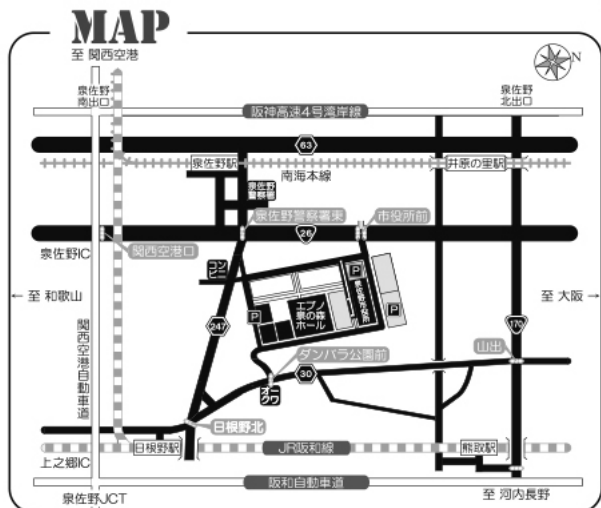 MAP
至 関西空港
N
泉佐野
南出口
泉佐野
北出口
阪神高速4号湾岸線
63
泉佐野駅
南海本線
井原の里駅
泉佐野
警察署
泉佐野警察署東
26
市役所前
関西空港口
泉佐野IC
コン
ビニ
P
泉佐野市役所
← 至 和歌山
エブノ
泉の森
ホール
P
P
至 大阪 →
関西空港自動車道
247
170
ダンバラ公園前
山出
30
オー
クワ
日根野北
上之郷IC
日根野駅
JR阪和線
熊取駅
阪和自動車道
泉佐野JCT
至 河内長野